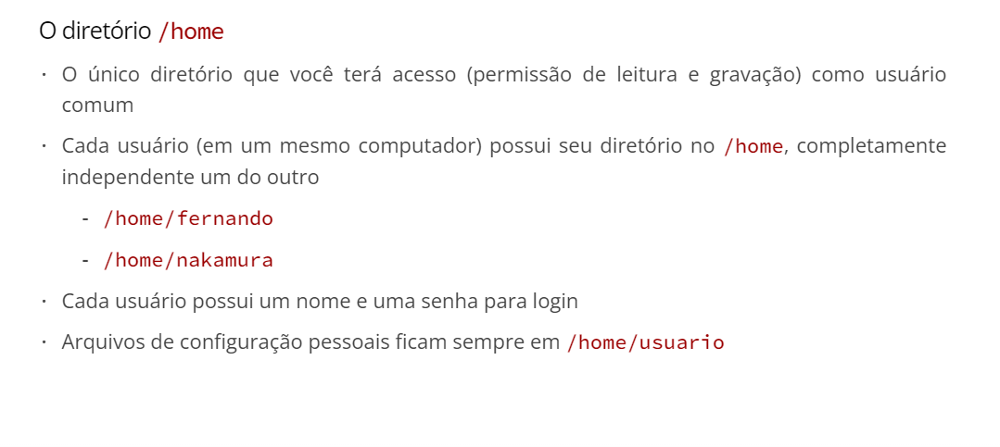 O diretório /home
· O único diretório que você terá acesso (permissão de leitura e gravação) como usuário
comum
· Cada usuário (em um mesmo computador) possui seu diretório no /home, completamente
independente um do outro
- /home/fernando
- /home/nakamura
· Cada usuário possui um nome e uma senha para login
· Arquivos de configuração pessoais ficam sempre em /home/usuario